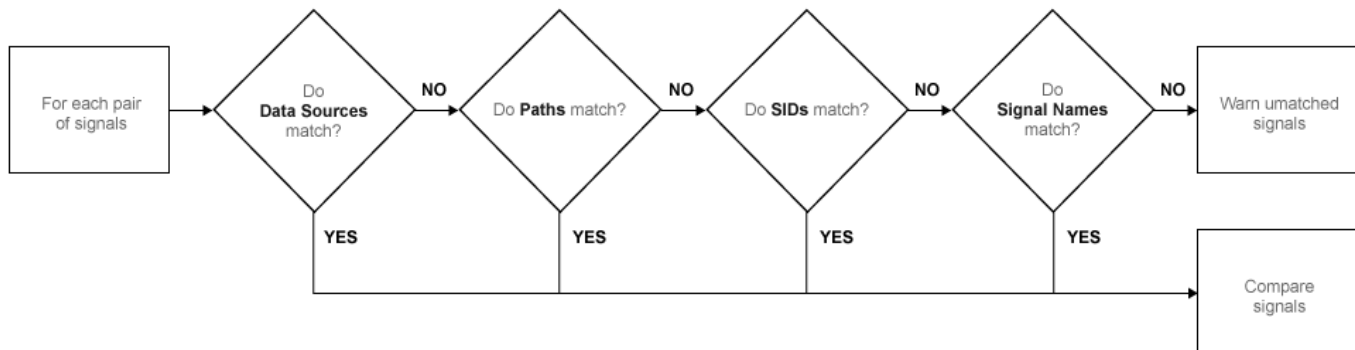 For each pair
of signals
Do
Data Sources
match?
NO
YES
Do Paths match?
NO
YES
Do SIDs match?
NO
YES
Do
Signal Names
match?
NO
YES
Warn umatched
signals
Compare
signals